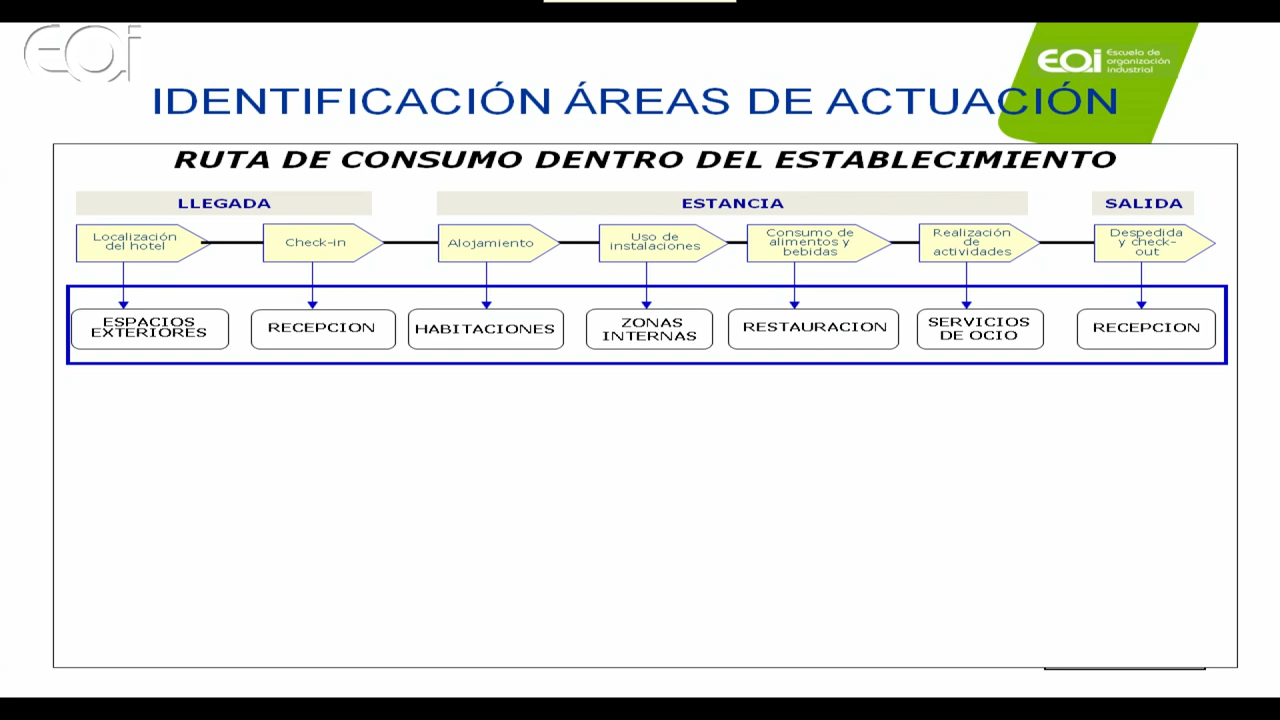 EOi
EOi Escuela de
organización
industrial
IDENTIFICACIÓN ÁREAS DE ACTUACIÓN
RUTA DE CONSUMO DENTRO DEL ESTABLECIMIENTO
LLEGADA
ESTANCIA
SALIDA
Localización
del hotel
Check-in
Alojamiento
Uso de
instalaciones
Consumo de
alimentos y
bebidas
Realización
de
actividades
Despedida
y check-
out
ESPACIOS
EXTERIORES
RECEPCION
HABITACIONES
ZONAS
INTERNAS
RESTAURACION
SERVICIOS
DE OCIO
RECEPCION